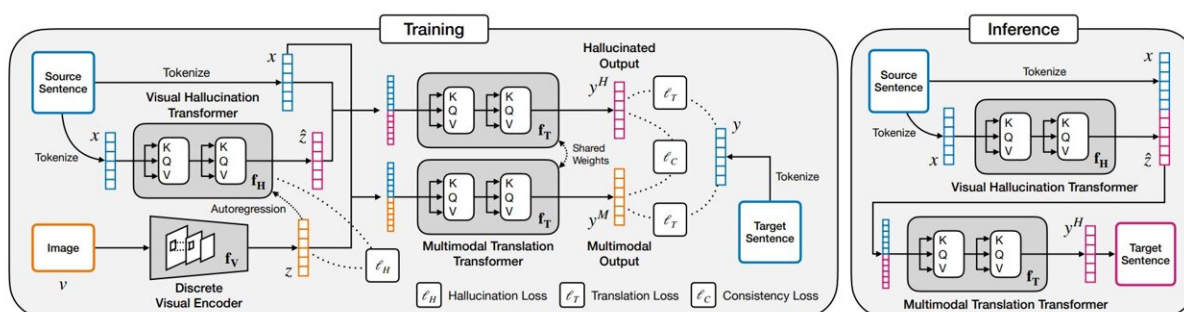 Training
Source
Sentence
Tokenize
x
Visual Hallucination
Transformer
Tokenize
x
K
Q
V
K
Q
V
f_H
ẑ
Autoregression
Image
v
f_V
Discrete
Visual Encoder
z
ℓ_H
K
Q
V
K
Q
V
f_T
Shared
Weights
K
Q
V
K
Q
V
f_T
Multimodal Translation
Transformer
Hallucinated
Output
y^H
ℓ_T
ℓ_C
ℓ_T
y^M
Multimodal
Output
y
Tokenize
Target
Sentence
ℓ_H Hallucination Loss
ℓ_T Translation Loss
ℓ_C Consistency Loss
Inference
Source
Sentence
Tokenize
x
Tokenize
x
K
Q
V
K
Q
V
f_H
ẑ
Visual Hallucination Transformer
K
Q
V
K
Q
V
f_T
y^H
Target
Sentence
Multimodal Translation Transformer